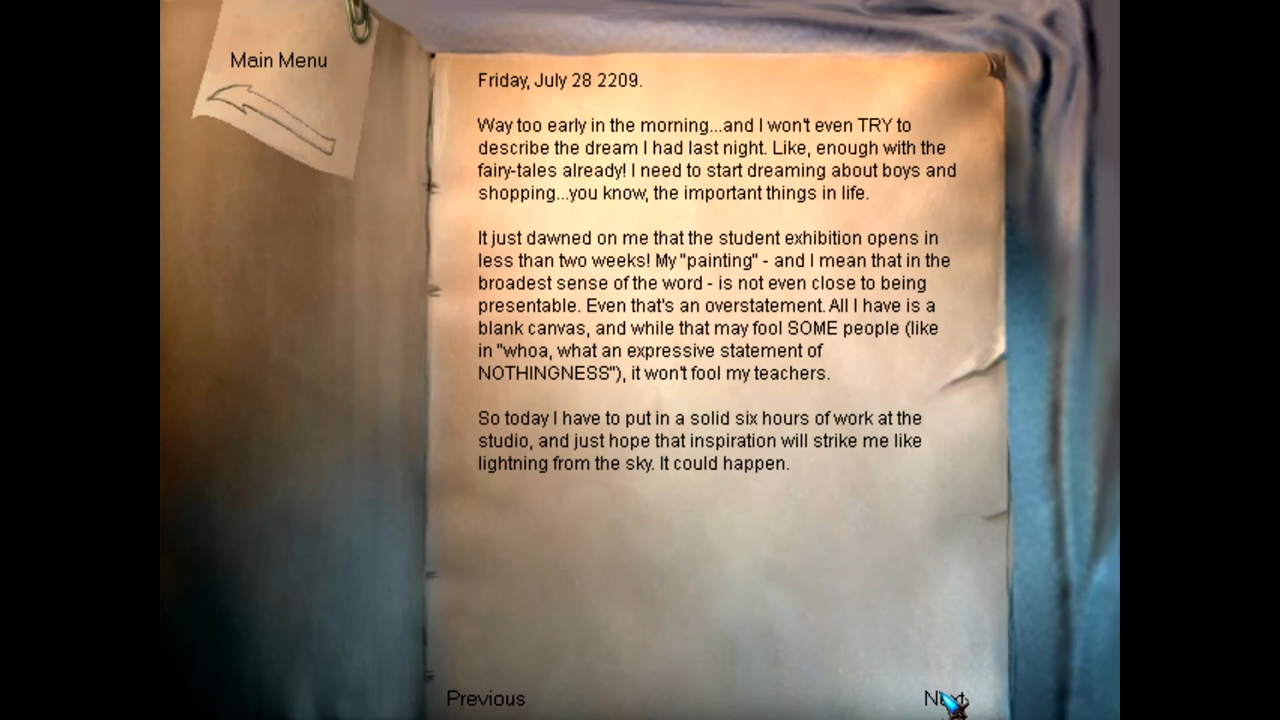 Main Menu
Friday, July 28 2209.
Way too early in the morning...and I won't even TRY to
describe the dream I had last night. Like, enough with the
fairy-tales already! I need to start dreaming about boys and
shopping...you know, the important things in life.
It just dawned on me that the student exhibition opens in
less than two weeks! My "painting" - and I mean that in the
broadest sense of the word - is not even close to being
presentable. Even that's an overstatement. All I have is a
blank canvas, and while that may fool SOME people (like
in "whoa, what an expressive statement of
NOTHINGNESS"), it won't fool my teachers.
So today I have to put in a solid six hours of work at the
studio, and just hope that inspiration will strike me like
lightning from the sky. It could happen.
Previous
Next